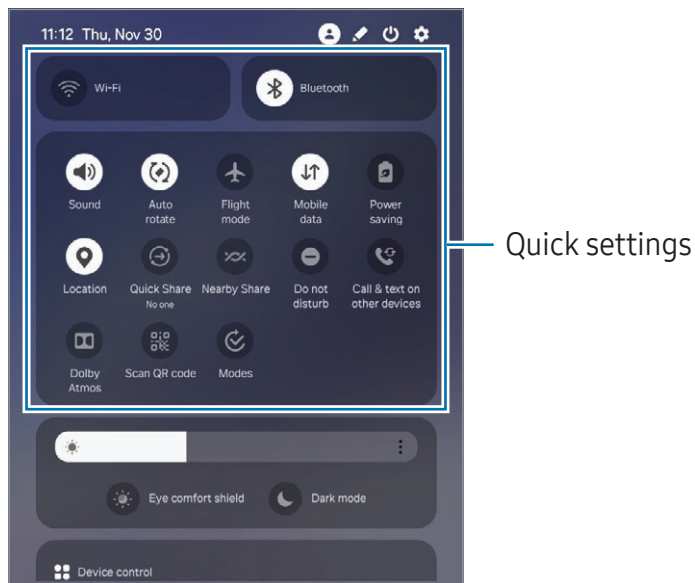 11:12 Thu, Nov 30
Wi-Fi
Bluetooth
Sound
Auto
rotate
Flight
mode
Mobile
data
Power
saving
Location
Quick Share
No one
Nearby Share
Do not
disturb
Call & text on
other devices
Dolby
Atmos
Scan QR code
Modes
Quick settings
Eye comfort shield
Dark mode
Device control